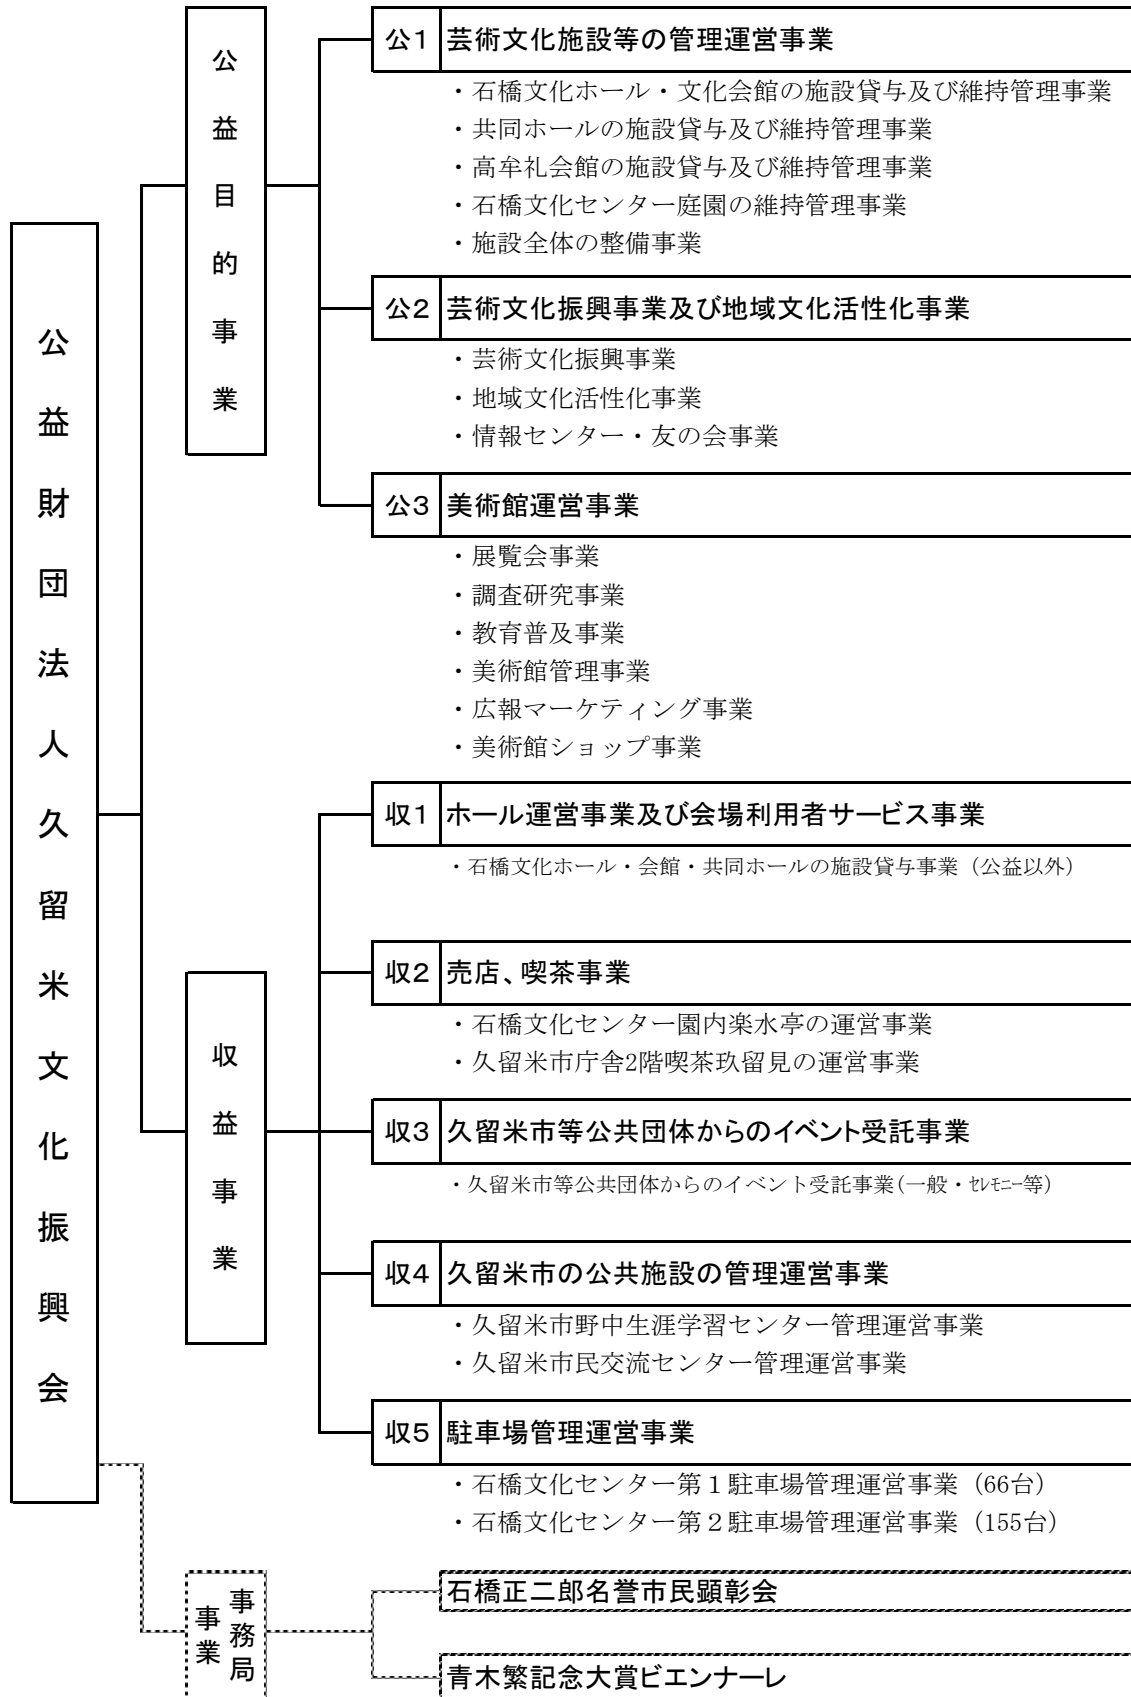 公益財団法人久留米文化振興会
公益目的事業
公1 芸術文化施設等の管理運営事業
・石橋文化ホール・文化会館の施設貸与及び維持管理事業
・共同ホールの施設貸与及び維持管理事業
・高牟礼会館の施設貸与及び維持管理事業
・石橋文化センター庭園の維持管理事業
・施設全体の整備事業
公2 芸術文化振興事業及び地域文化活性化事業
・芸術文化振興事業
・地域文化活性化事業
・情報センター・友の会事業
公3 美術館運営事業
・展覧会事業
・調査研究事業
・教育普及事業
・美術館管理事業
・広報マーケティング事業
・美術館ショップ事業
収益事業
収1 ホール運営事業及び会場利用者サービス事業
・石橋文化ホール・会館・共同ホールの施設貸与事業（公益以外）
収2 売店、喫茶事業
・石橋文化センター園内楽水亭の運営事業
・久留米市庁舎2階喫茶玖留見の運営事業
収3 久留米市等公共団体からのイベント受託事業
・久留米市等公共団体からのイベント受託事業(一般・ｾﾚﾓﾆｰ等)
収4 久留米市の公共施設の管理運営事業
・久留米市野中生涯学習センター管理運営事業
・久留米市民交流センター管理運営事業
収5 駐車場管理運営事業
・石橋文化センター第１駐車場管理運営事業（66台）
・石橋文化センター第２駐車場管理運営事業（155台）
事務局
事業
石橋正二郎名誉市民顕彰会
青木繁記念大賞ビエンナーレ